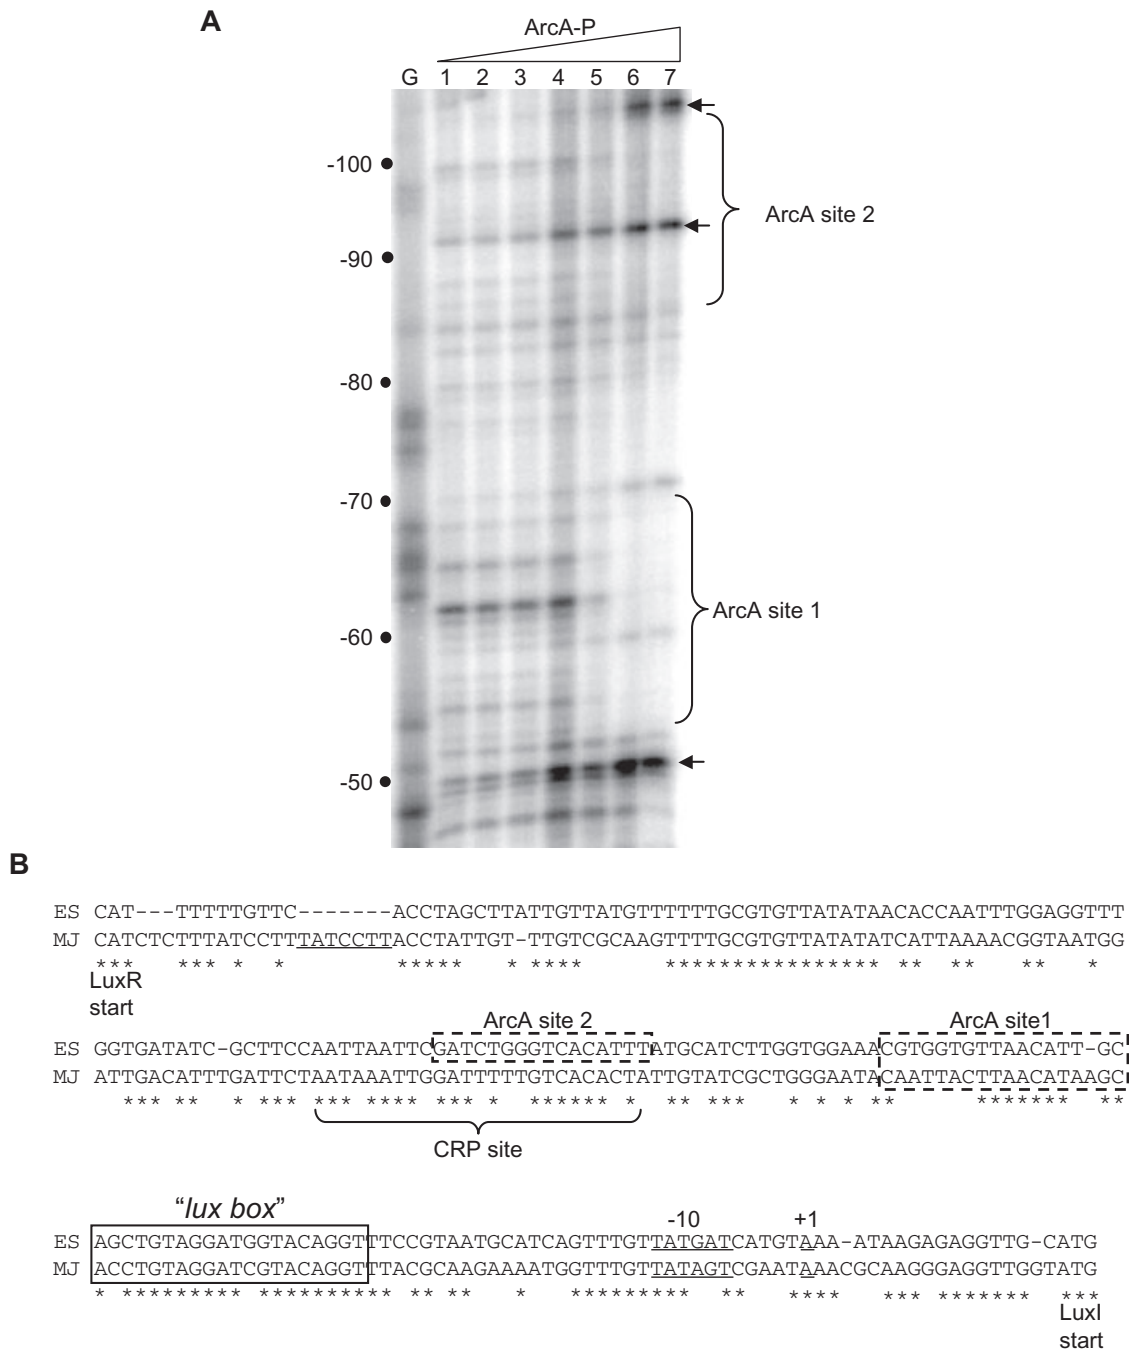 A
ArcA-P
G 1 2 3 4 5 6 7
-100
ArcA site 2
-90
-80
-70
ArcA site 1
-60
-50
B
ES CAT---TTTTTGTTC-------ACCTAGCTTATTGTTATGTTTTTTGCGTGTTATATAACACCAATTTGGAGGTTT
MJ CATCTCTTTATCCTTTATCCTTACCTATTGT-TTGTCGCAAGTTTTGCGTGTTATATATCATTAAAACGGTAATGG
*** *** * * ***** * **** **************** ** ** ** *
LuxR
start
ArcA site 2 ArcA site1
ES GGTGATATC-GCTTCCAATTAATTCGATCTGGGTCACATTTATGCATCTTGGTGGAAACGTGGTGTTAACATT-GC
MJ ATTGACATTTGATTCTAATAAATTGGATTTTTGTCACACTATTGTATCGCTGGGAATACAATTACTTAACATAAGC
*** ** * *** *** **** *** * ****** * ** *** * * * ** ******* **
CRP site
“lux box”
-10 +1
ES AGCTGTAGGATGGTACAGGTTTCCGTAATGCATCAGTTTGTTATGATCATGTAAA-ATAAGAGAGGTTG-CATG
MJ ACCTGTAGGATCGTACAGGTTTACGCAAGAAAATGGTTTGTTATAGTCGAATAAACGCAAGGGAGGTTGGTATG
* ********* ********** ** ** * ********* ** **** *** ******* ***
LuxI
start